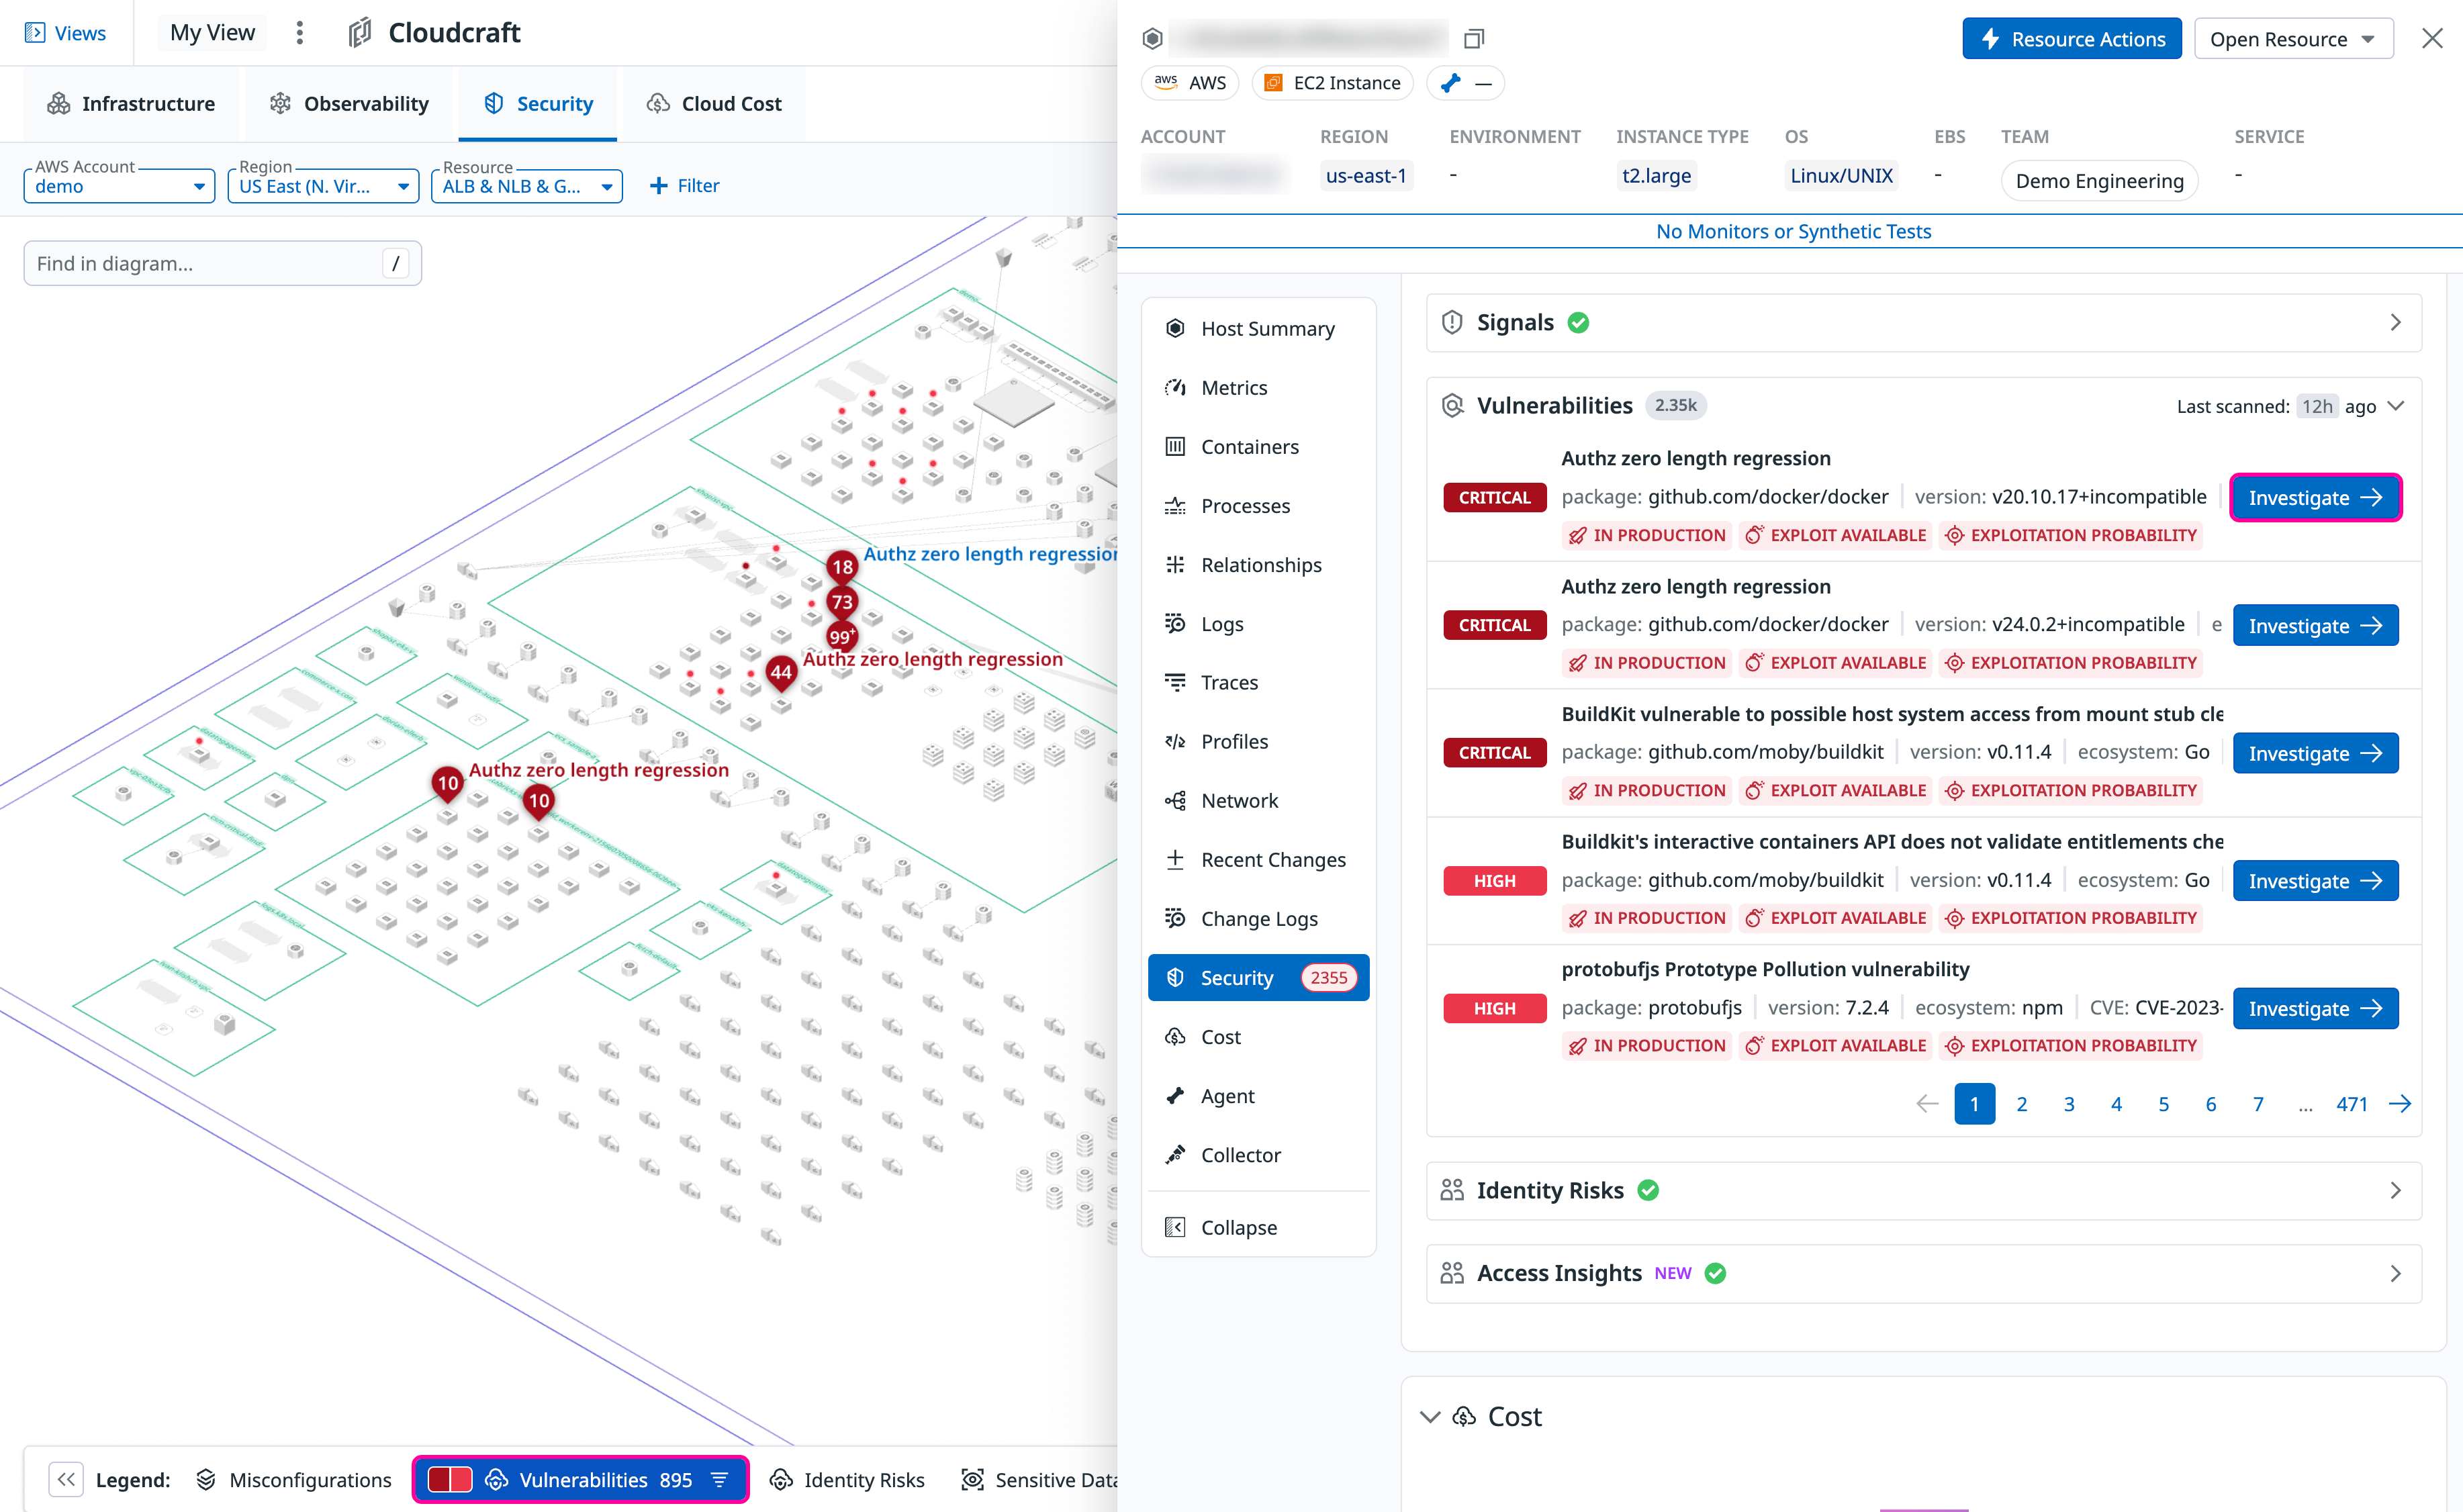 Views
My View
Cloudcraft
Infrastructure
Observability
Security
Cloud Cost
AWS Account
demo
Region
US East (N. Vir...
Resource
ALB & NLB & G...
Filter
Find in diagram...
/
Authz zero length regression
18
73
99+
Authz zero length regression
44
Authz zero length regression
10
10
Legend:
Misconfigurations
Vulnerabilities 895
Identity Risks
Sensitive Data
Resource Actions
Open Resource
aws AWS
EC2 Instance
—
ACCOUNT
REGION
us-east-1
ENVIRONMENT
-
INSTANCE TYPE
t2.large
OS
Linux/UNIX
EBS
-
TEAM
Demo Engineering
SERVICE
-
No Monitors or Synthetic Tests
Host Summary
Metrics
Containers
Processes
Relationships
Logs
Traces
Profiles
Network
Recent Changes
Change Logs
Security 2355
Cost
Agent
Collector
Collapse
Signals
Vulnerabilities 2.35k
Last scanned: 12h ago
Authz zero length regression
CRITICAL
package: github.com/docker/docker version: v20.10.17+incompatible
Investigate
IN PRODUCTION EXPLOIT AVAILABLE EXPLOITATION PROBABILITY
Authz zero length regression
CRITICAL
package: github.com/docker/docker version: v24.0.2+incompatible e
Investigate
IN PRODUCTION EXPLOIT AVAILABLE EXPLOITATION PROBABILITY
BuildKit vulnerable to possible host system access from mount stub cle
CRITICAL
package: github.com/moby/buildkit version: v0.11.4 ecosystem: Go
Investigate
IN PRODUCTION EXPLOIT AVAILABLE EXPLOITATION PROBABILITY
Buildkit's interactive containers API does not validate entitlements che
HIGH
package: github.com/moby/buildkit version: v0.11.4 ecosystem: Go
Investigate
IN PRODUCTION EXPLOIT AVAILABLE EXPLOITATION PROBABILITY
protobufjs Prototype Pollution vulnerability
HIGH
package: protobufjs version: 7.2.4 ecosystem: npm CVE: CVE-2023-
Investigate
IN PRODUCTION EXPLOIT AVAILABLE EXPLOITATION PROBABILITY
1 2 3 4 5 6 7 ... 471
Identity Risks
Access Insights NEW
Cost